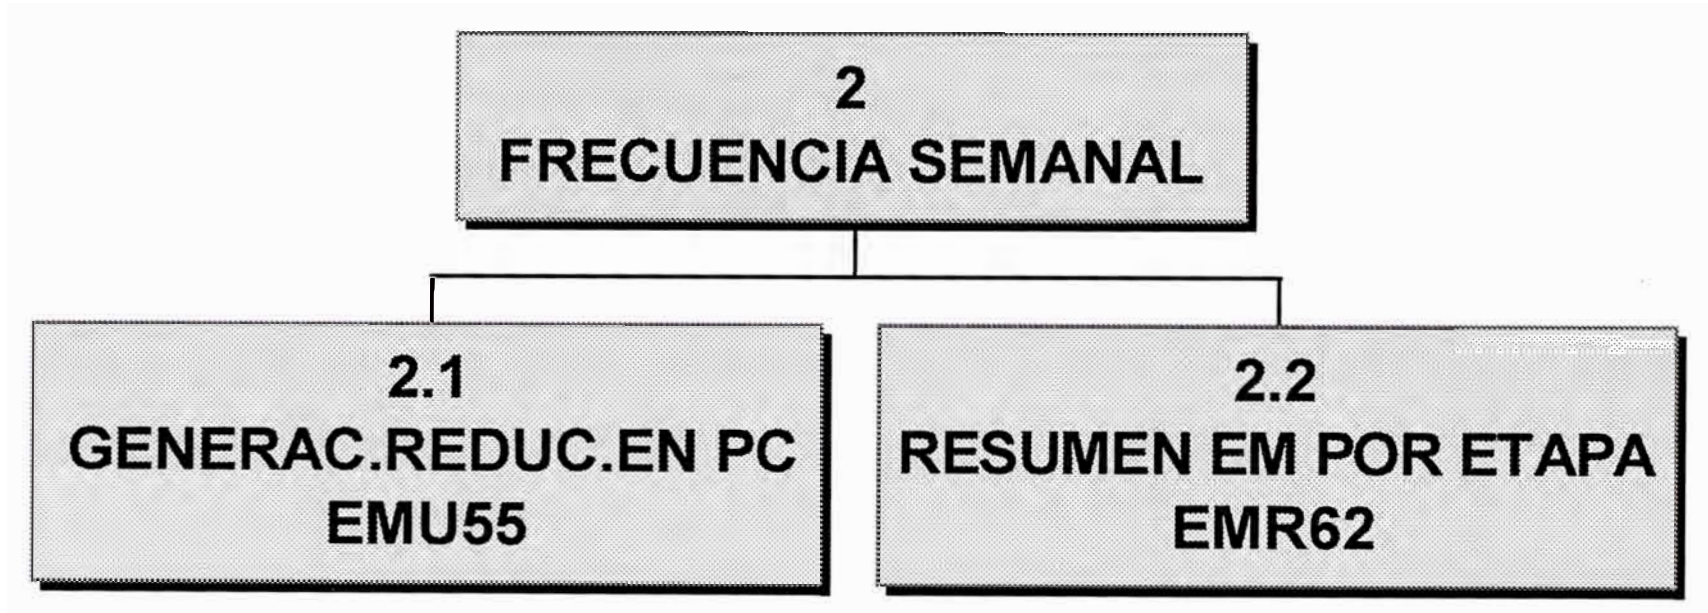 2
FRECUENCIA SEMANAL
2.1
GENERAC.REDUC.EN PC
EMU55
2.2
RESUMEN EM POR ETAPA
EMR62